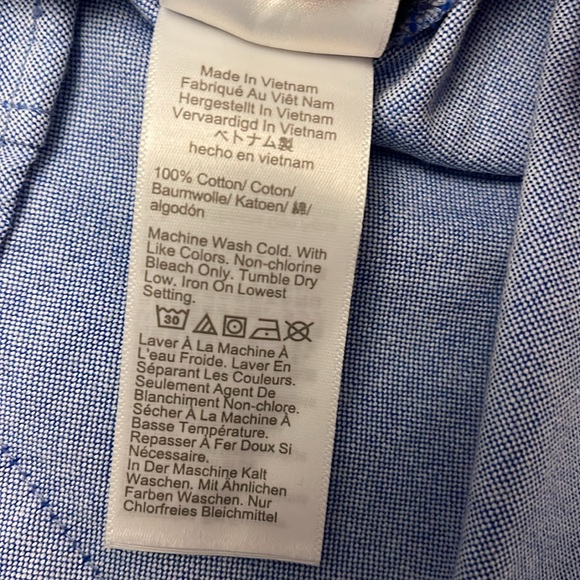 Made In Vietnam
Fabriqué Au Viêt Nam
Hergestellt In Vietnam
Vervaardigd In Vietnam
ベトナム製
hecho en vietnam
100% Cotton/ Coton/
Baumwolle/ Katoen/ 綿/
algodón
Machine Wash Cold. With
Like Colors. Non-chlorine
Bleach Only. Tumble Dry
Low. Iron On Lowest
Setting.
30
Laver À La Machine À
L'eau Froide. Laver En
Séparant Les Couleurs.
Seulement Agent De
Blanchiment Non-chlore.
Sécher À La Machine À
Basse Température.
Repasser À Fer Doux Si
Nécessaire.
In Der Maschine Kalt
Waschen. Mit Ähnlichen
Farben Waschen. Nur
Chlorfreies Bleichmittel